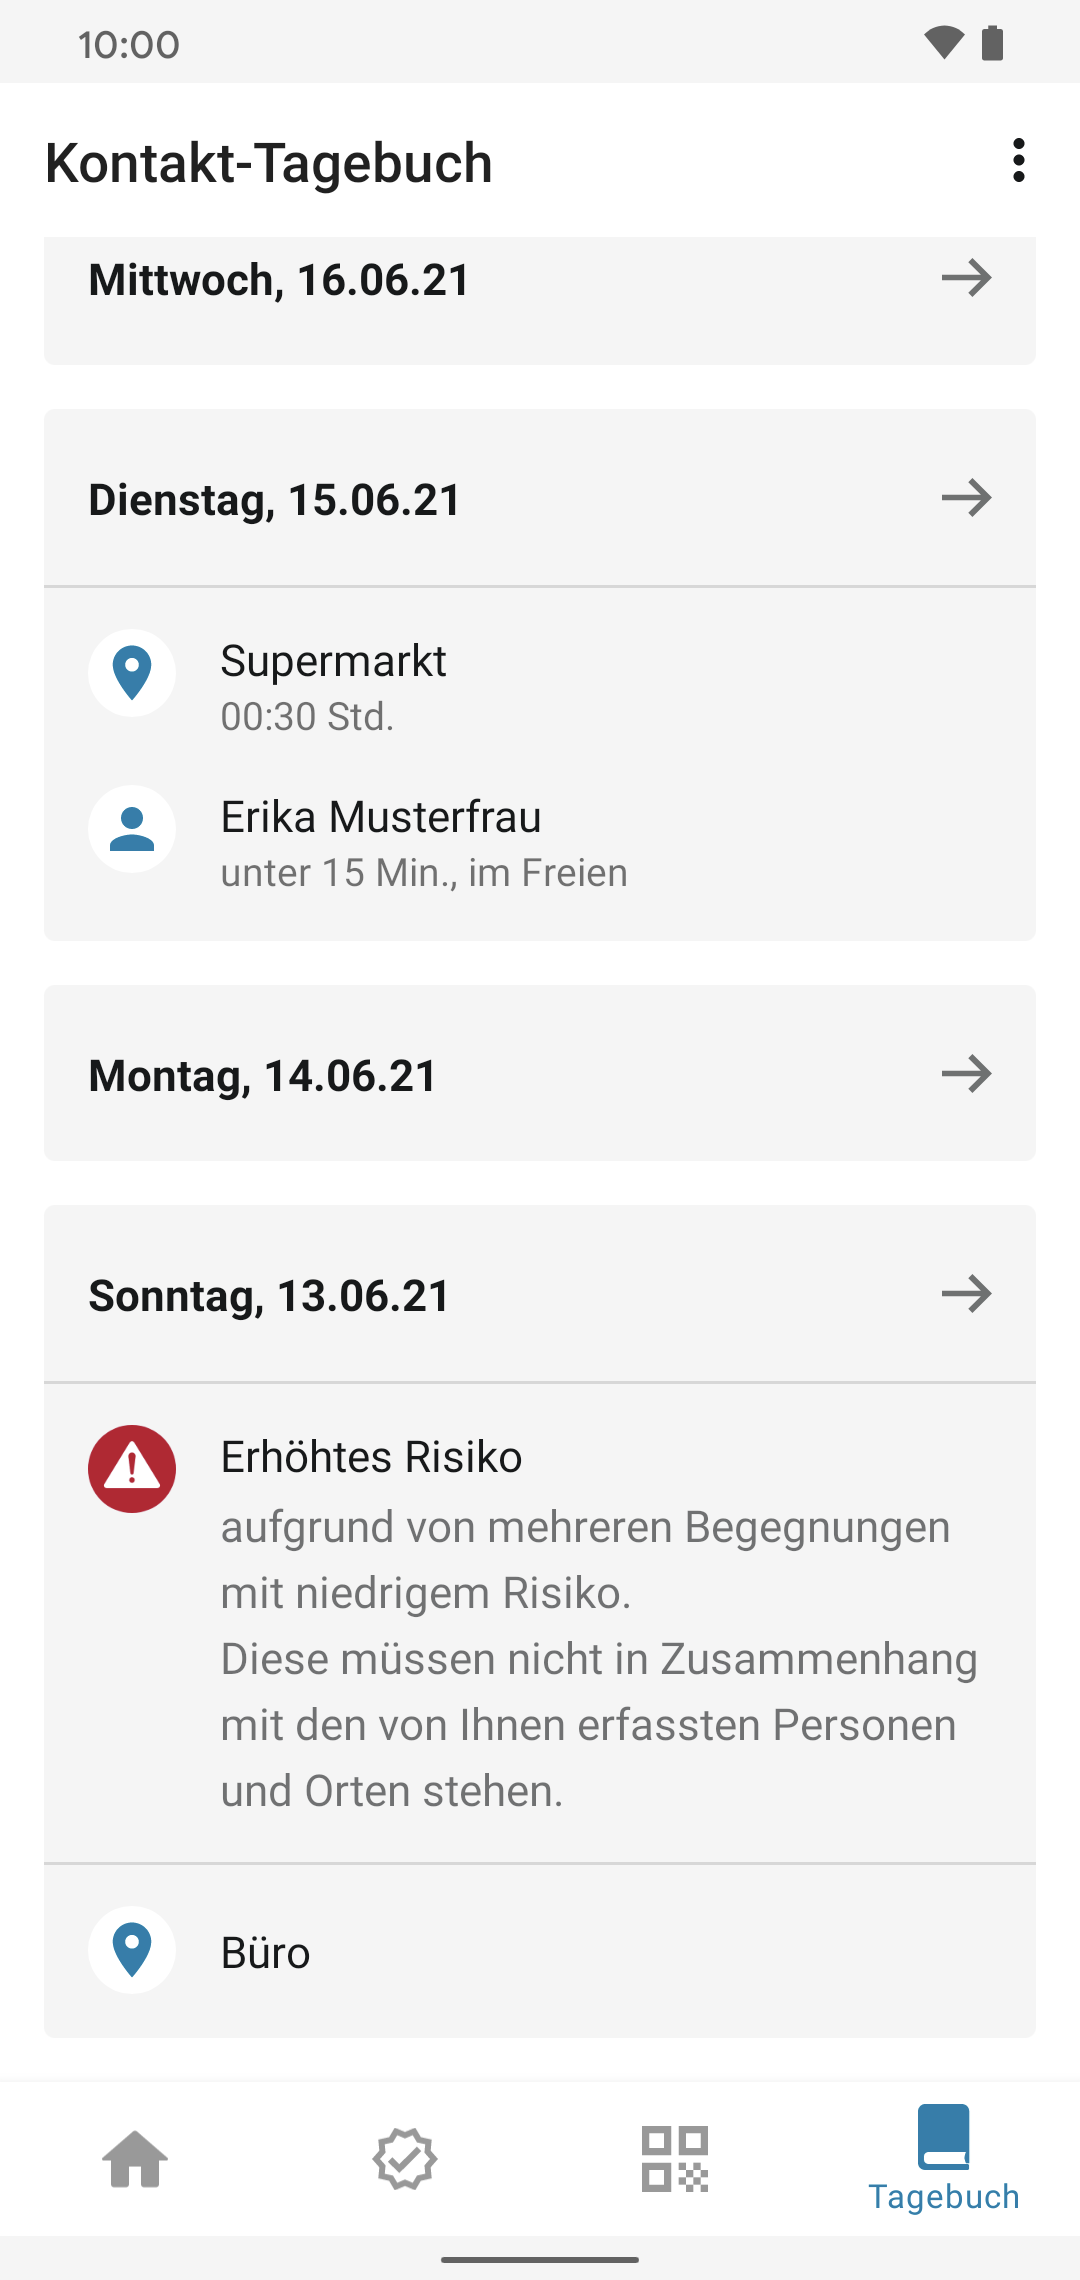 10:00
Kontakt-Tagebuch
Mittwoch, 16.06.21
Dienstag, 15.06.21
Supermarkt
00:30 Std.
Erika Musterfrau
unter 15 Min., im Freien
Montag, 14.06.21
Sonntag, 13.06.21
Erhöhtes Risiko
aufgrund von mehreren Begegnungen
mit niedrigem Risiko.
Diese müssen nicht in Zusammenhang
mit den von Ihnen erfassten Personen
und Orten stehen.
Büro
Tagebuch